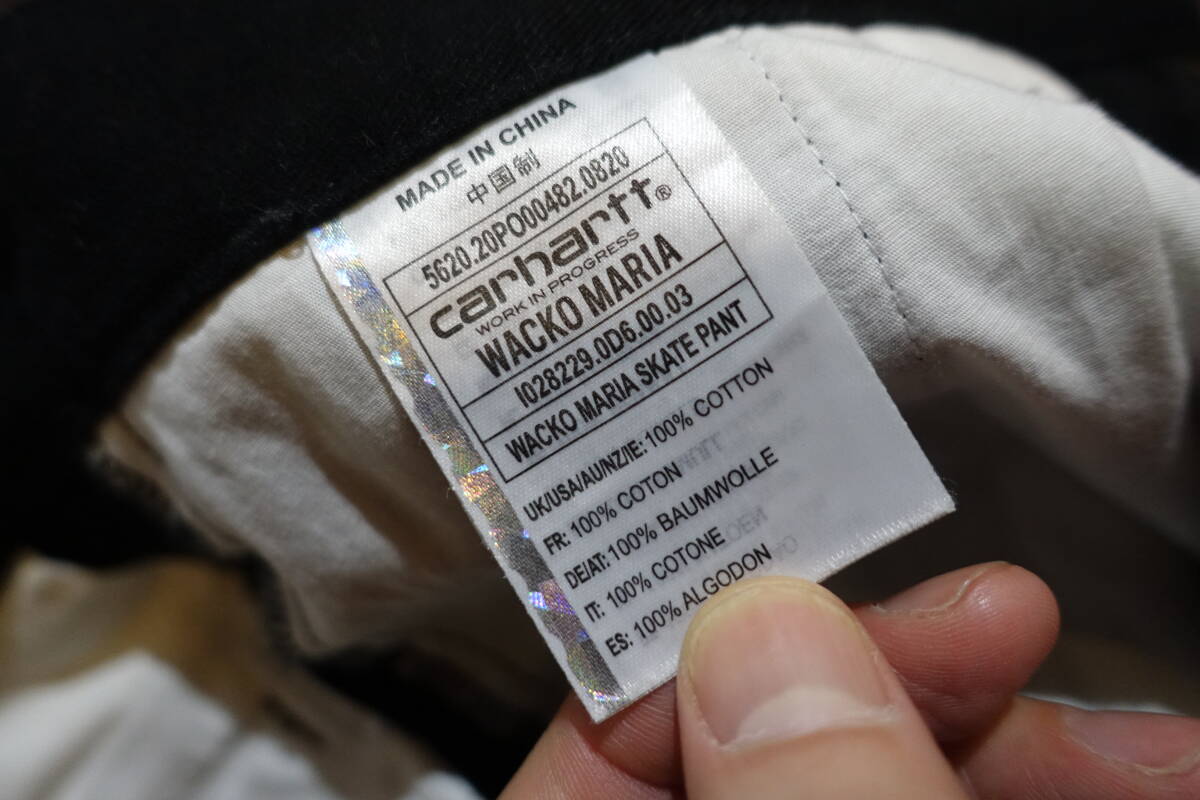 MADE IN CHINA
中国制
5620.20PO00482.0820
carhartt®
WORK IN PROGRESS
WACKO MARIA
I028229.0D6.00.03
WACKO MARIA SKATE PANT
UK/USA/AU/NZ/IE: 100% COTTON
FR: 100% COTON
DE/AT: 100% BAUMWOLLE
IT: 100% COTONE
ES: 100% ALGODON